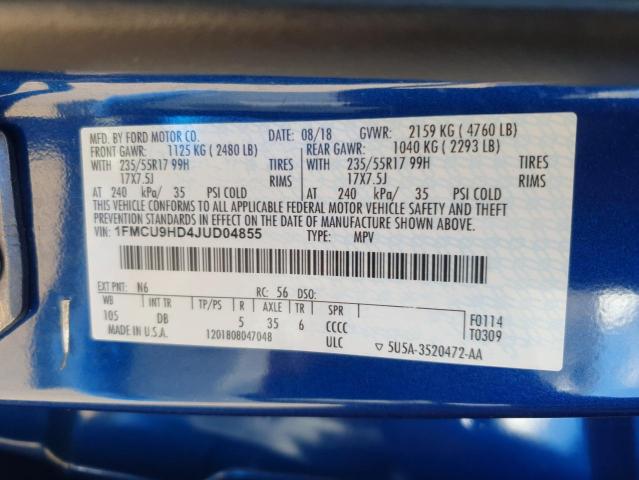 MFD. BY FORD MOTOR CO. DATE: 08/18 GVWR: 2159 KG ( 4760 LB)
FRONT GAWR: 1125 KG ( 2480 LB) REAR GAWR: 1040 KG ( 2293 LB)
WITH 235/55R17 99H TIRES WITH 235/55R17 99H TIRES
17X7.5J RIMS 17X7.5J RIMS
AT 240 kPa/ 35 PSI COLD AT 240 kPa/ 35 PSI COLD
THIS VEHICLE CONFORMS TO ALL APPLICABLE FEDERAL MOTOR VEHICLE SAFETY AND THEFT
PREVENTION STANDARDS IN EFFECT ON THE DATE OF MANUFACTURE SHOWN ABOVE.
VIN: 1FMCU9HD4JUD04855 TYPE: MPV
EXT PNT: N6 RC: 56 DSO:
WB INT TR TP/PS R AXLE TR SPR
105 DB 5 35 6 CCCC
MADE IN U.S.A. 1201808047048 ULC
F0114
T0309
▽ 5U5A-3520472-AA